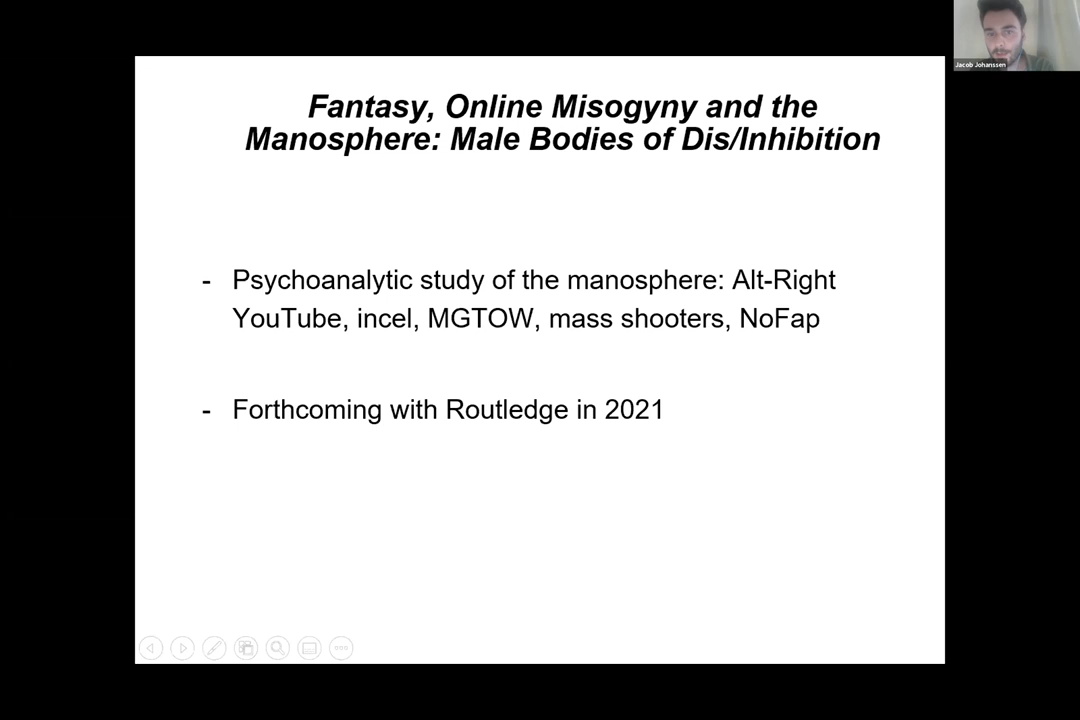 Jacob Johanssen
Fantasy, Online Misogyny and the
Manosphere: Male Bodies of Dis/Inhibition
- Psychoanalytic study of the manosphere: Alt-Right
YouTube, incel, MGTOW, mass shooters, NoFap
- Forthcoming with Routledge in 2021